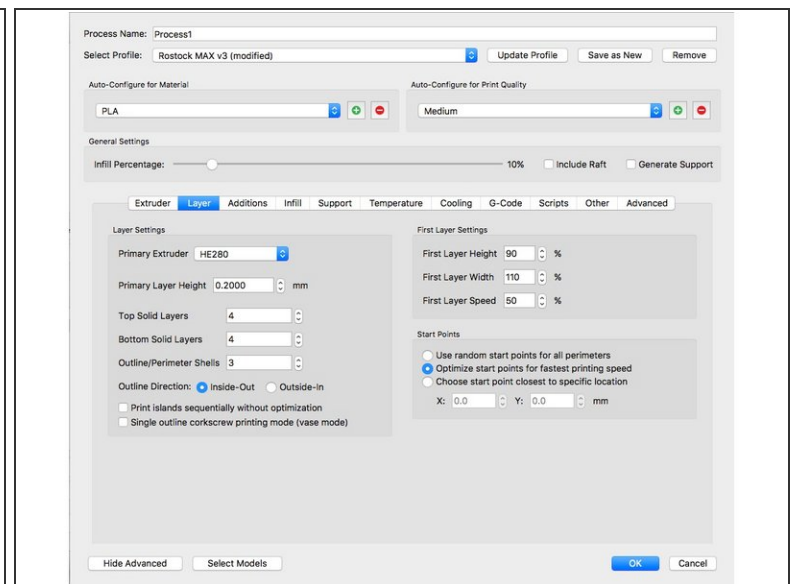 Process Name: Process1
Select Profile: Rostock MAX v3 (modified) Update Profile Save as New Remove
Auto-Configure for Material
PLA
Auto-Configure for Print Quality
Medium
General Settings
Infill Percentage: 10% Include Raft Generate Support
Extruder Layer Additions Infill Support Temperature Cooling G-Code Scripts Other Advanced
Layer Settings
Primary Extruder HE280
Primary Layer Height 0.2000 mm
Top Solid Layers 4
Bottom Solid Layers 4
Outline/Perimeter Shells 3
Outline Direction: Inside-Out Outside-In
Print islands sequentially without optimization
Single outline corkscrew printing mode (vase mode)
First Layer Settings
First Layer Height 90 %
First Layer Width 110 %
First Layer Speed 50 %
Start Points
Use random start points for all perimeters
Optimize start points for fastest printing speed
Choose start point closest to specific location
X: 0.0 Y: 0.0 mm
Hide Advanced Select Models OK Cancel